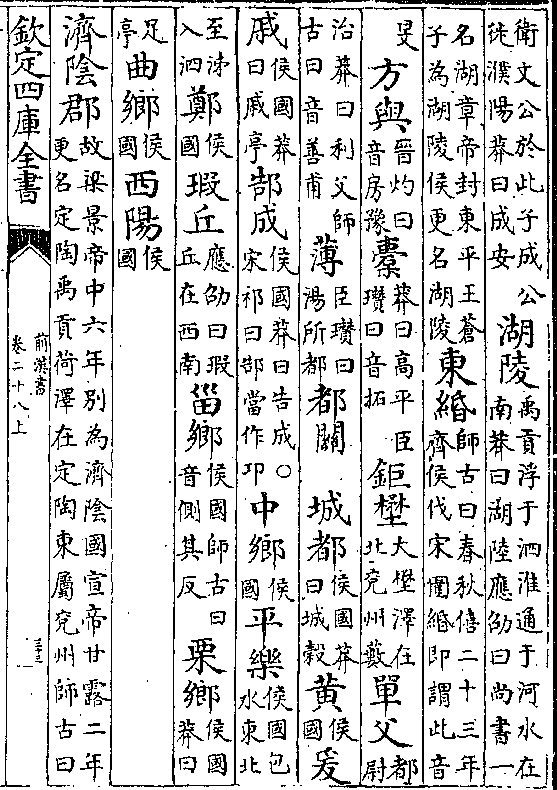 衛文公於此子成公徙濮陽莽曰成安湖陵禹貢浮于泗淮通于河水在南莽曰湖陸應劭曰尚書一
名湖章帝封東平王蒼子為湖陵侯更名湖陵東緡師古曰春秋僖二十三年齊侯伐宋圍緡即謂此音
旻方與晉灼曰音房豫橐莽曰高平臣瓚曰音拓鉅壄大壄澤在北兖州藪單父都尉
治莽曰利父師古曰音善甫薄臣瓚曰湯所都都關城都侯國莽曰城穀黃侯國爰
戚侯國莽曰戚亭郜成侯國莽曰告成○宋祁曰郜當作邛中鄉侯國平樂侯國包水東北
至沛入泗鄭侯國瑕丘應劭曰瑕丘在西南甾鄉侯國師古曰音側其反栗鄉侯國莽曰
足亭曲鄉侯國西陽侯國
濟陰郡故梁景帝中六年別為濟陰國宣帝甘露二年更名定陶禹貢荷澤在定陶東屬兖州師古曰
欽定四庫全書
前漢書
卷二十八上